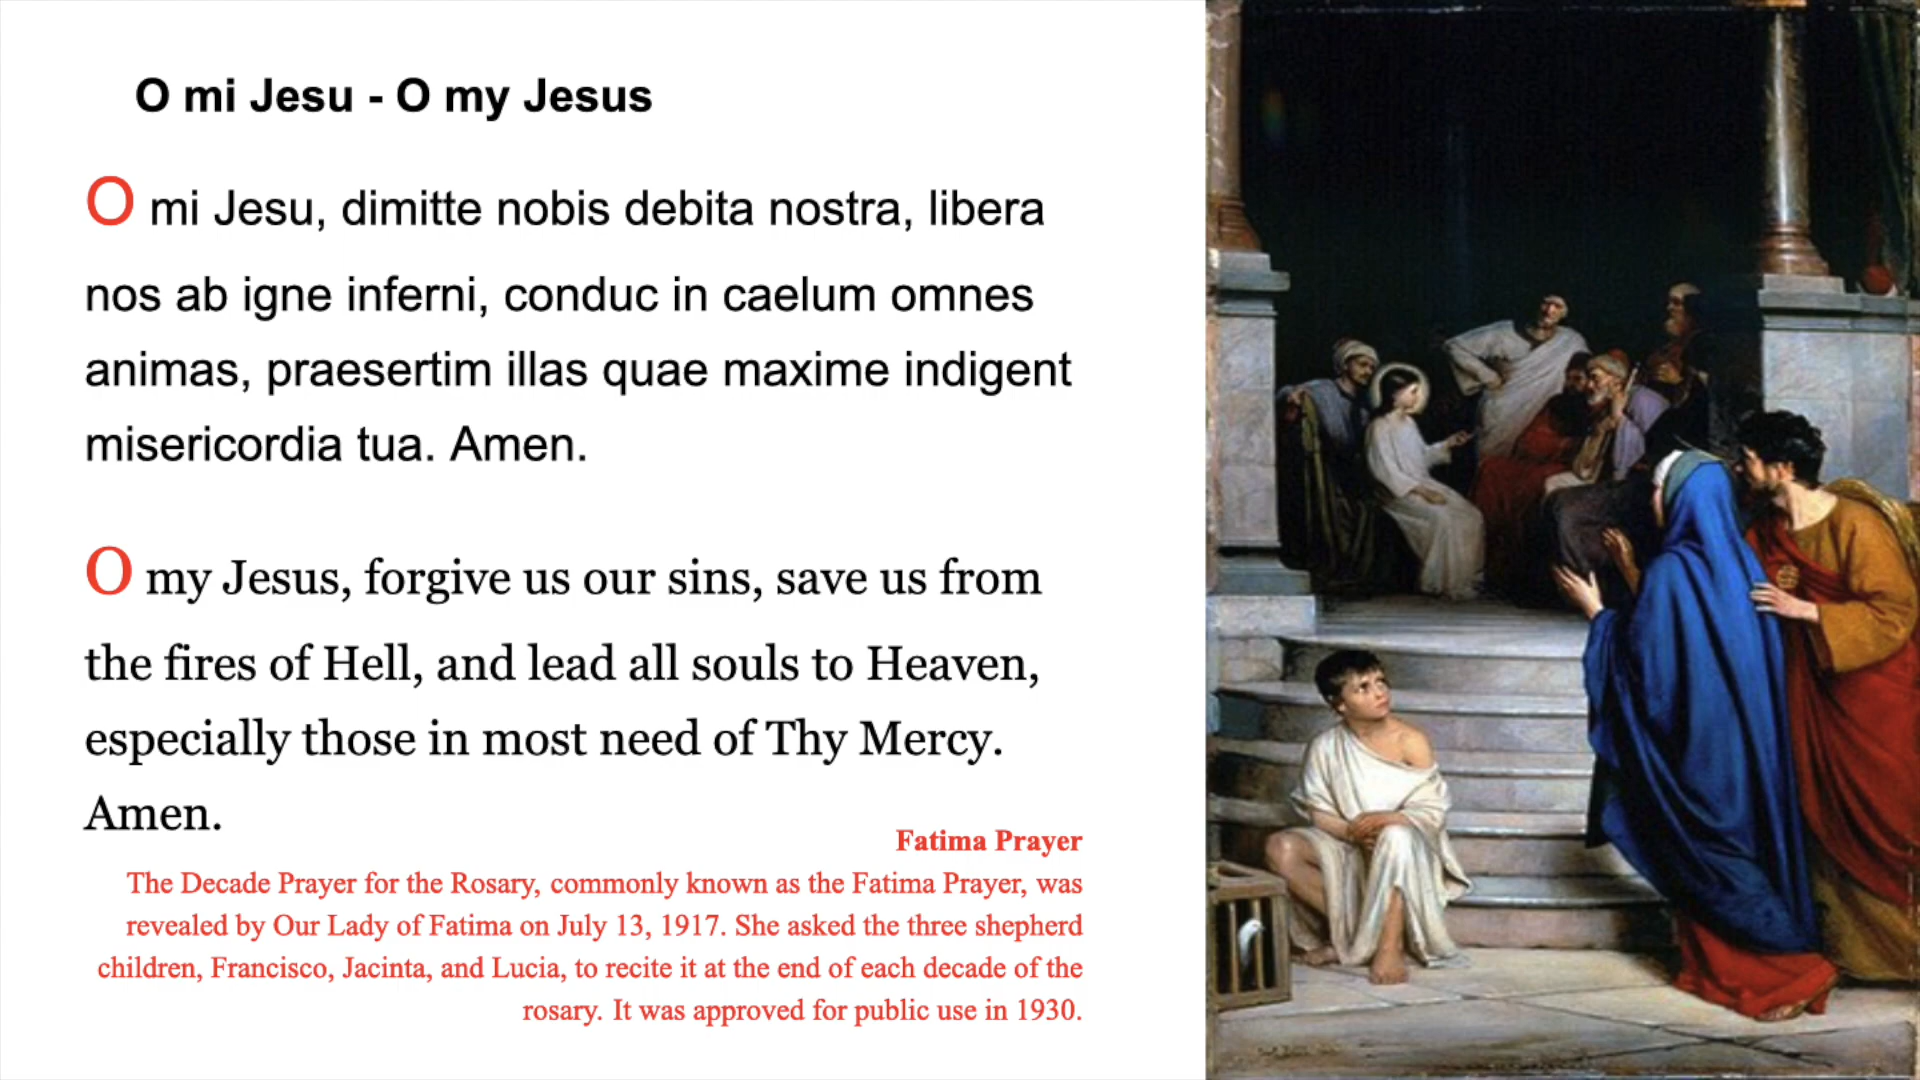 O mi Jesu - O my Jesus
O mi Jesu, dimitte nobis debita nostra, libera
nos ab igne inferni, conduc in caelum omnes
animas, praesertim illas quae maxime indigent
misericordia tua. Amen.
O my Jesus, forgive us our sins, save us from
the fires of Hell, and lead all souls to Heaven,
especially those in most need of Thy Mercy.
Amen.
Fatima Prayer
The Decade Prayer for the Rosary, commonly known as the Fatima Prayer, was
revealed by Our Lady of Fatima on July 13, 1917. She asked the three shepherd
children, Francisco, Jacinta, and Lucia, to recite it at the end of each decade of the
rosary. It was approved for public use in 1930.